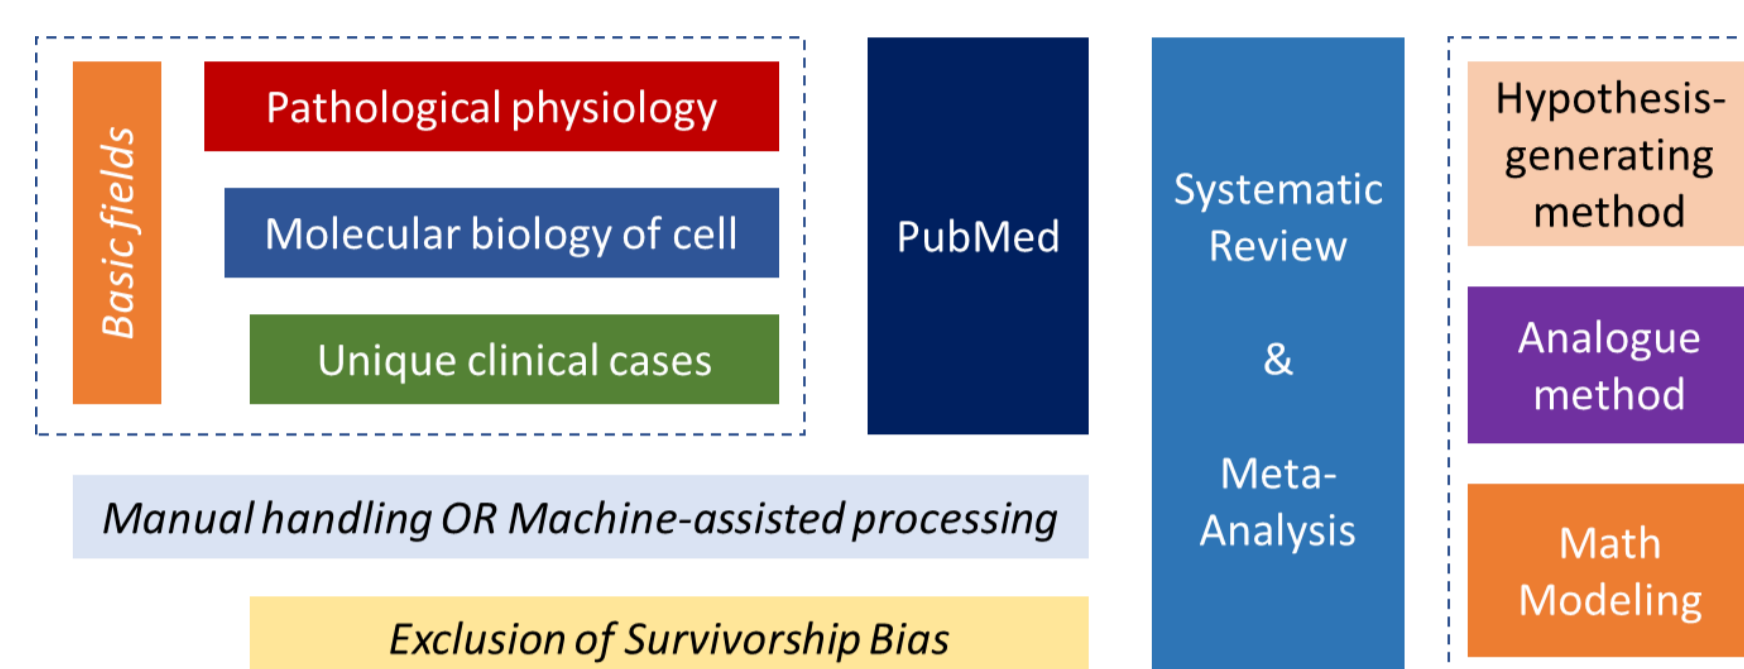 Basic fields
Pathological physiology
Molecular biology of cell
Unique clinical cases
PubMed
Systematic
Review
&
Meta-
Analysis
Hypothesis-
generating
method
Analogue
method
Math
Modeling
Manual handling OR Machine-assisted processing
Exclusion of Survivorship Bias